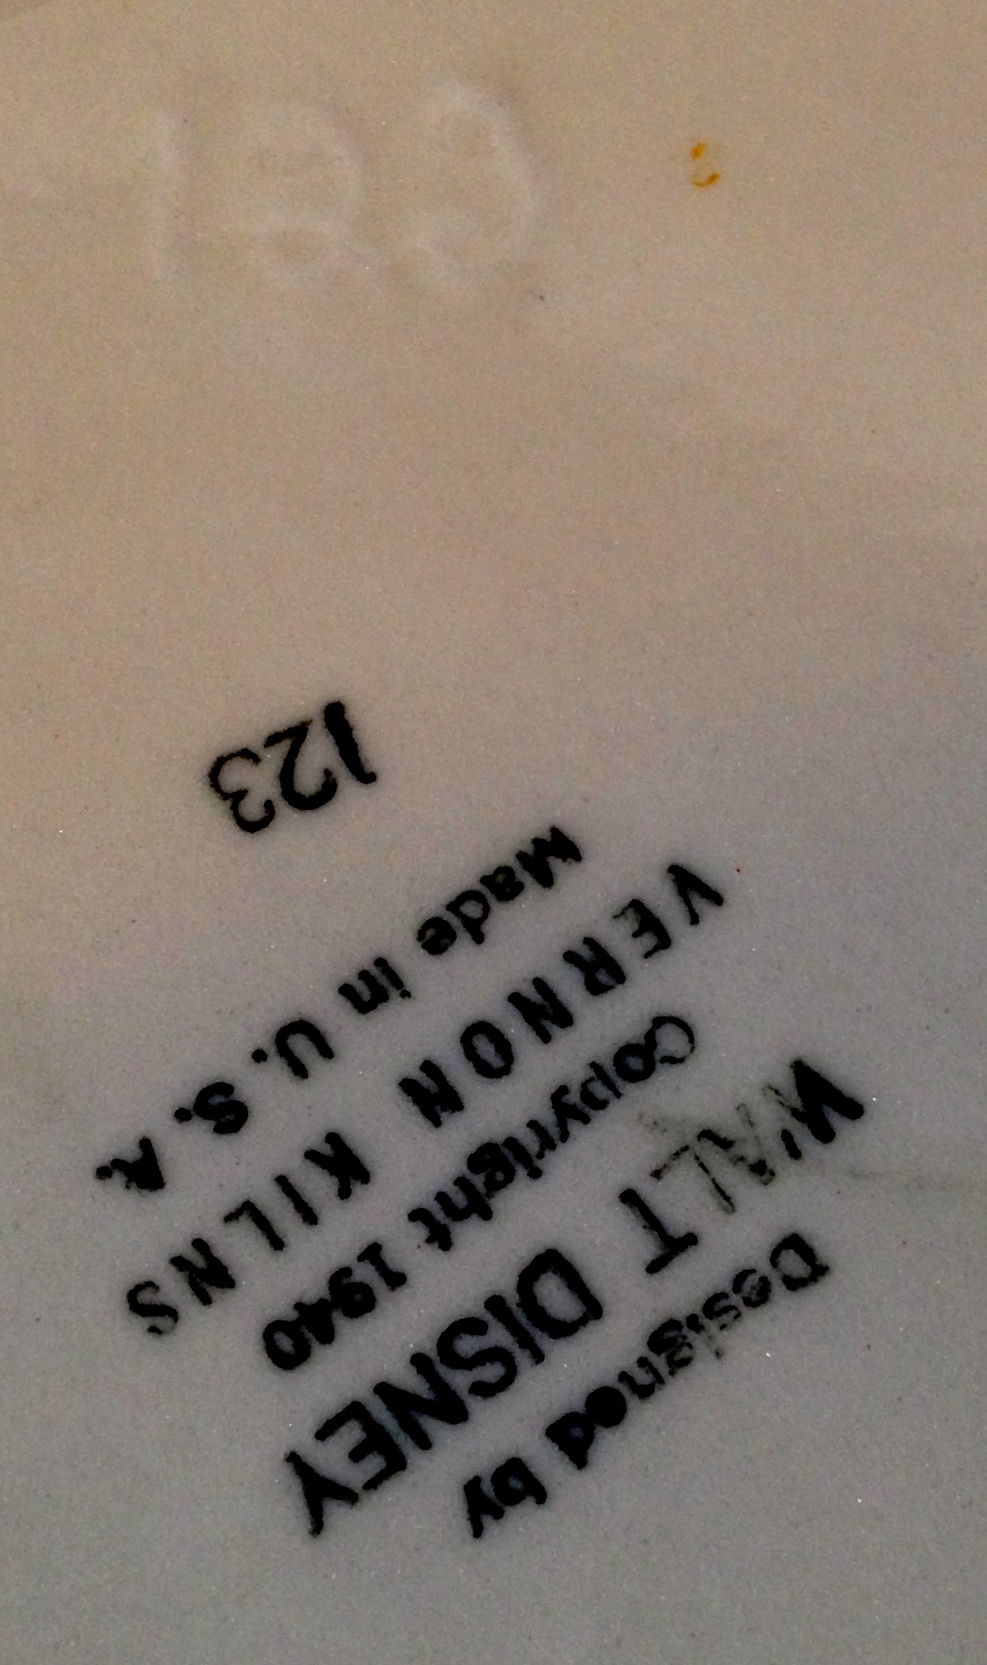 Designed by
WALT DISNEY
Copyright 1940
VERNON KILNS
Made in U. S. A.
123